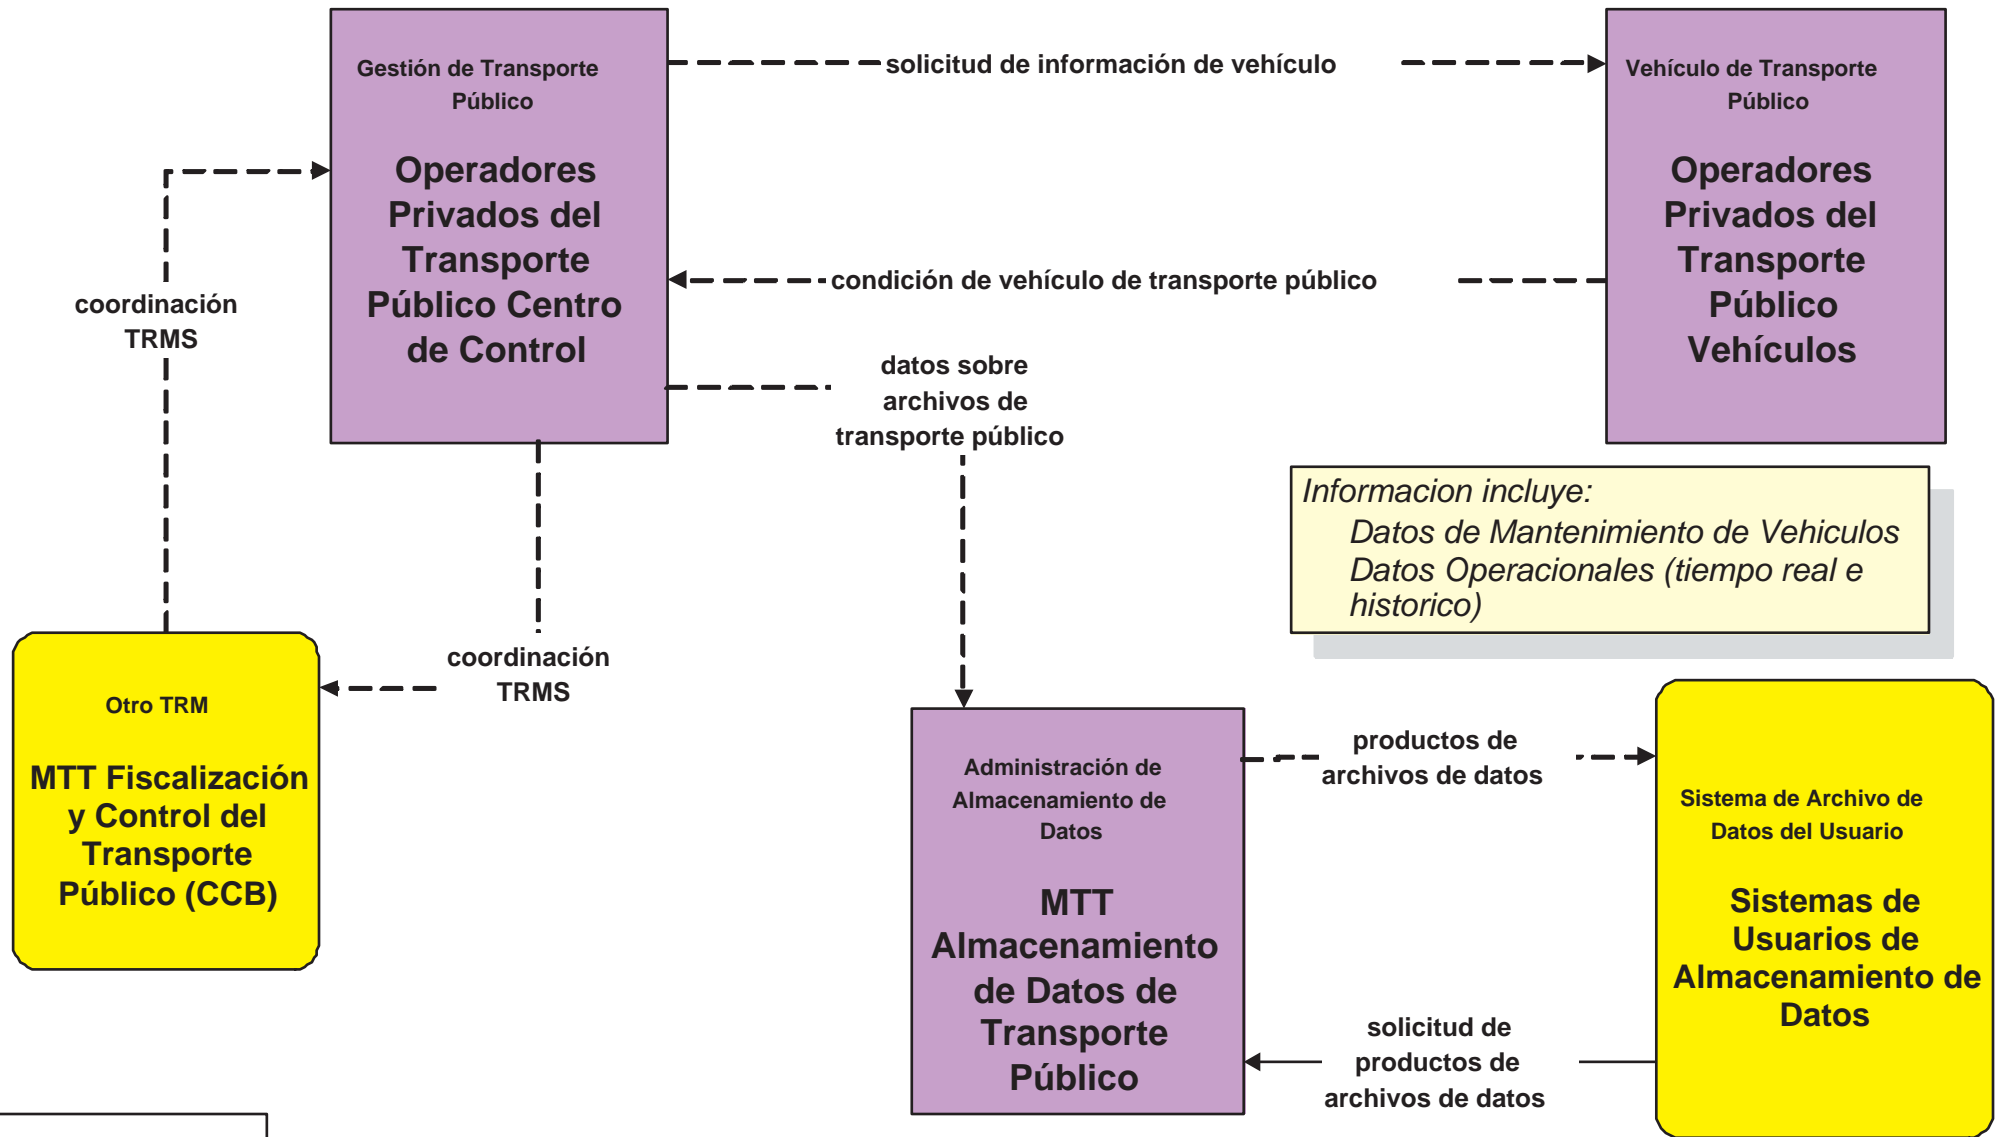 Gestión de Transporte
Público
Operadores
Privados del
Transporte
Público Centro
de Control
solicitud de información de vehículo
Vehículo de Transporte
Público
Operadores
Privados del
Transporte
Público
Vehículos
condición de vehículo de transporte público
coordinación
TRMS
datos sobre
archivos de
transporte público
Informacion incluye:
Datos de Mantenimiento de Vehiculos
Datos Operacionales (tiempo real e
historico)
coordinación
TRMS
Otro TRM
MTT Fiscalización
y Control del
Transporte
Público (CCB)
Administración de
Almacenamiento de
Datos
MTT
Almacenamiento
de Datos de
Transporte
Público
productos de
archivos de datos
Sistema de Archivo de
Datos del Usuario
Sistemas de
Usuarios de
Almacenamiento de
Datos
solicitud de
productos de
archivos de datos